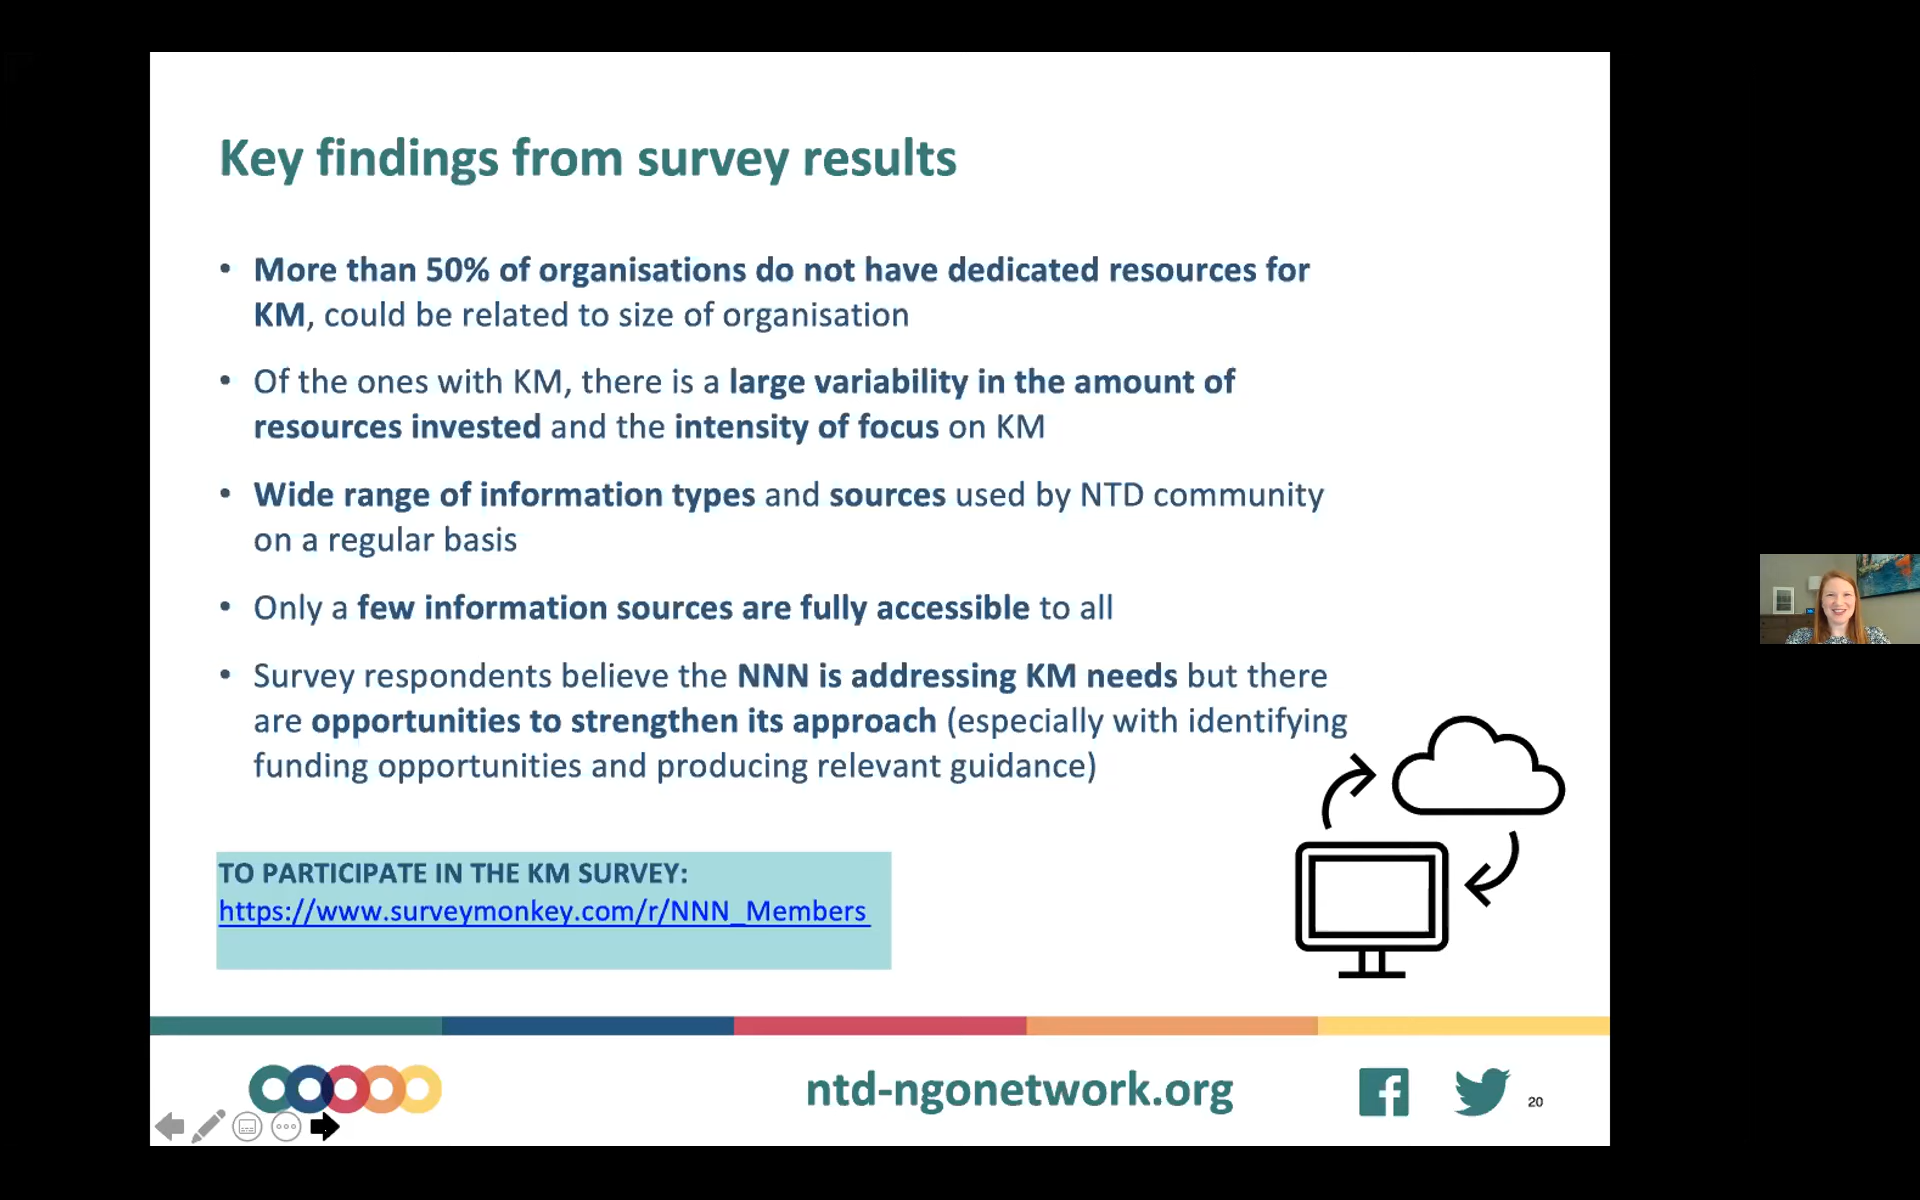 Key findings from survey results
• More than 50% of organisations do not have dedicated resources for
KM, could be related to size of organisation
• Of the ones with KM, there is a large variability in the amount of
resources invested and the intensity of focus on KM
• Wide range of information types and sources used by NTD community
on a regular basis
• Only a few information sources are fully accessible to all
• Survey respondents believe the NNN is addressing KM needs but there
are opportunities to strengthen its approach (especially with identifying
funding opportunities and producing relevant guidance)
TO PARTICIPATE IN THE KM SURVEY:
https://www.surveymonkey.com/r/NNN_Members
ntd-ngonetwork.org
20